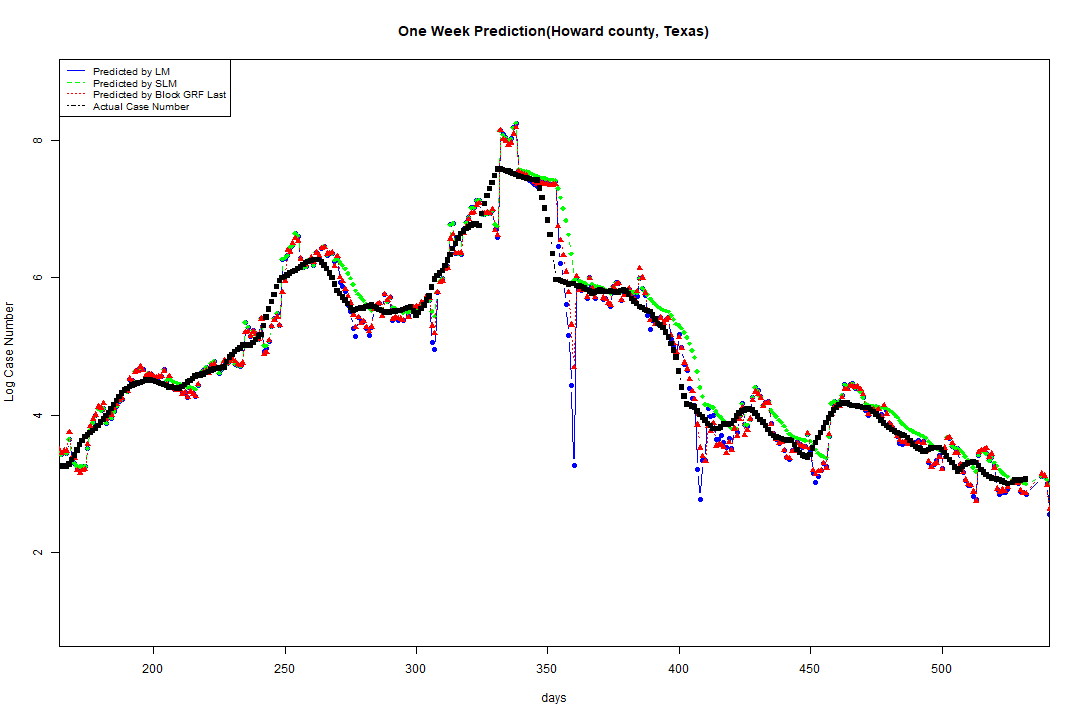 One Week Prediction(Howard county, Texas)
Predicted by LM
Predicted by SLM
Predicted by Block GRF Last
Actual Case Number
8
6
4
2
Log Case Number
200 250 300 350 400 450 500
days